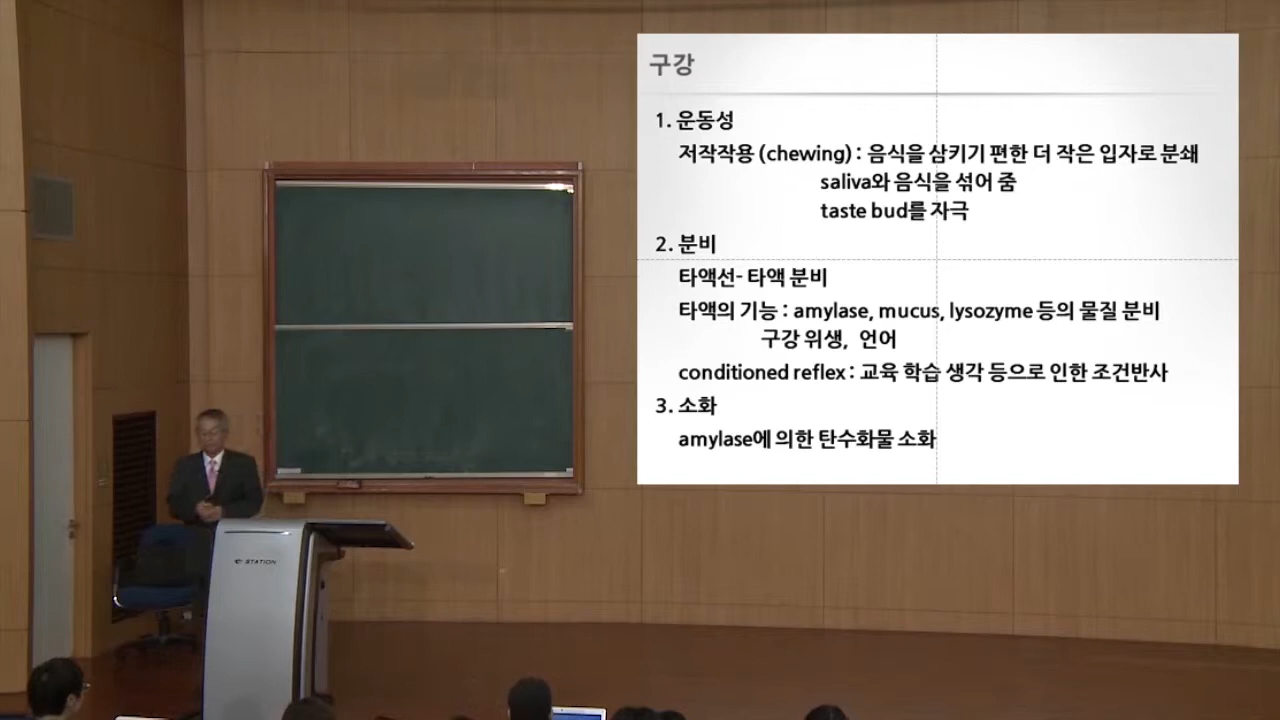 구강
1. 운동성
저작작용 (chewing) : 음식을 삼키기 편한 더 작은 입자로 분쇄
saliva와 음식을 섞어 줌
taste bud를 자극
2. 분비
타액선- 타액 분비
타액의 기능 : amylase, mucus, lysozyme 등의 물질 분비
구강 위생, 언어
conditioned reflex : 교육 학습 생각 등으로 인한 조건반사
3. 소화
amylase에 의한 탄수화물 소화
STATION